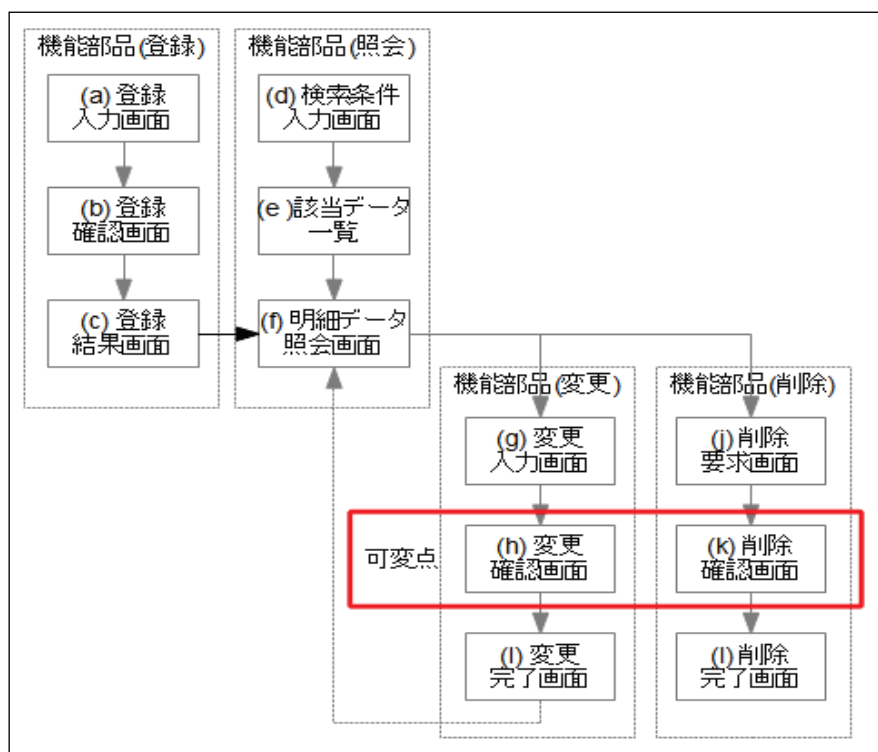 機能部品(登録)
(a) 登録
入力画面
(b) 登録
確認画面
(c) 登録
結果画面
機能部品(照会)
(d) 検索条件
入力画面
(e )該当データ
一覧
(f) 明細データ
照会画面
機能部品(変更)
(g) 変更
入力画面
可変点
(h) 変更
確認画面
(l) 変更
完了画面
機能部品(削除)
(j) 削除
要求画面
(k) 削除
確認画面
(l) 削除
完了画面